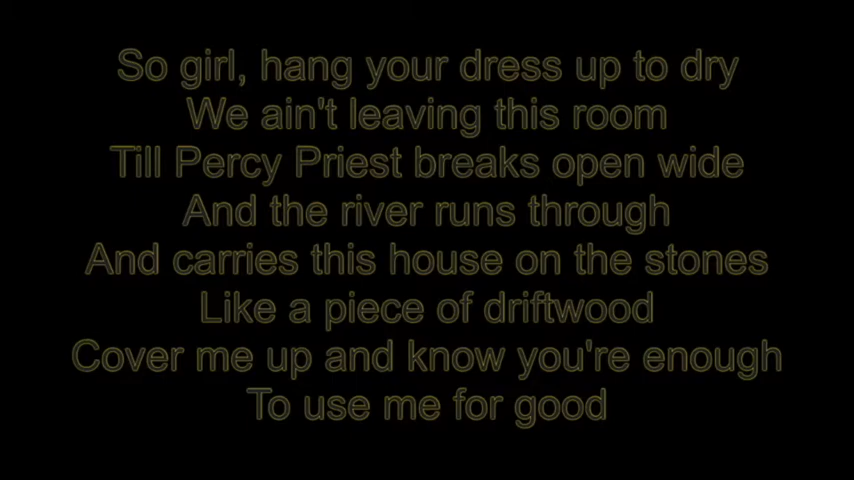 So girl, hang your dress up to dry
We ain't leaving this room
Till Percy Priest breaks open wide
And the river runs through
And carries this house on the stones
Like a piece of driftwood
Cover me up and know you're enough
To use me for good